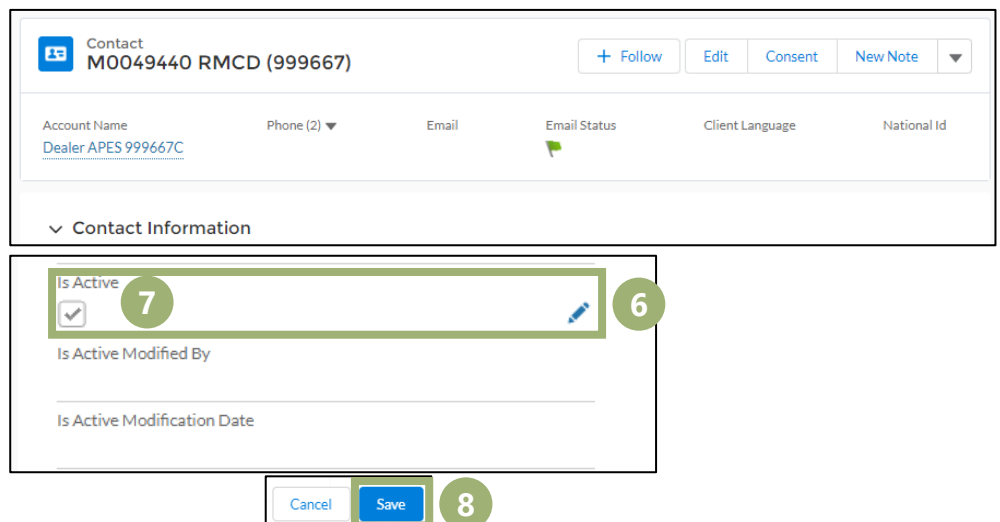 Contact
M0049440 RMCD (999667)
+ Follow Edit Consent New Note
Account Name Phone (2) Email Email Status Client Language National Id
Dealer APES 999667C
Contact Information
Is Active
7
6
Is Active Modified By
Is Active Modification Date
Cancel Save 8